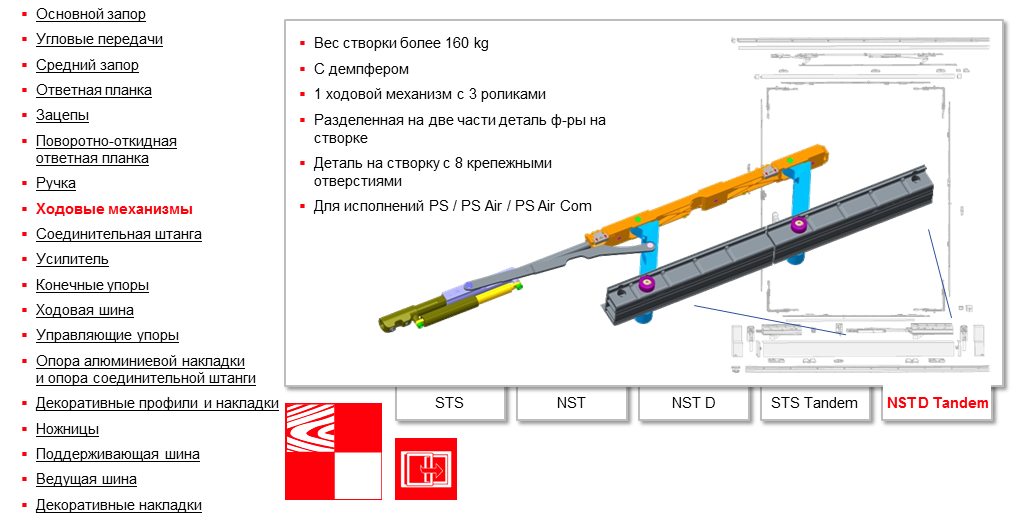 Основной запор
Угловые передачи
Средний запор
Ответная планка
Зацепы
Поворотно-откидная
ответная планка
Ручка
Ходовые механизмы
Соединительная штанга
Усилитель
Конечные упоры
Ходовая шина
Управляющие упоры
Опора алюминиевой накладки
и опора соединительной штанги
Декоративные профили и накладки
Ножницы
Поддерживающая шина
Ведущая шина
Декоративные накладки
Вес створки более 160 kg
С демпфером
1 ходовой механизм с 3 роликами
Разделенная на две части деталь ф-ры на
створке
Деталь на створку с 8 крепежными
отверстиями
Для исполнений PS / PS Air / PS Air Com
STS
NST
NST D
STS Tandem
NST D Tandem